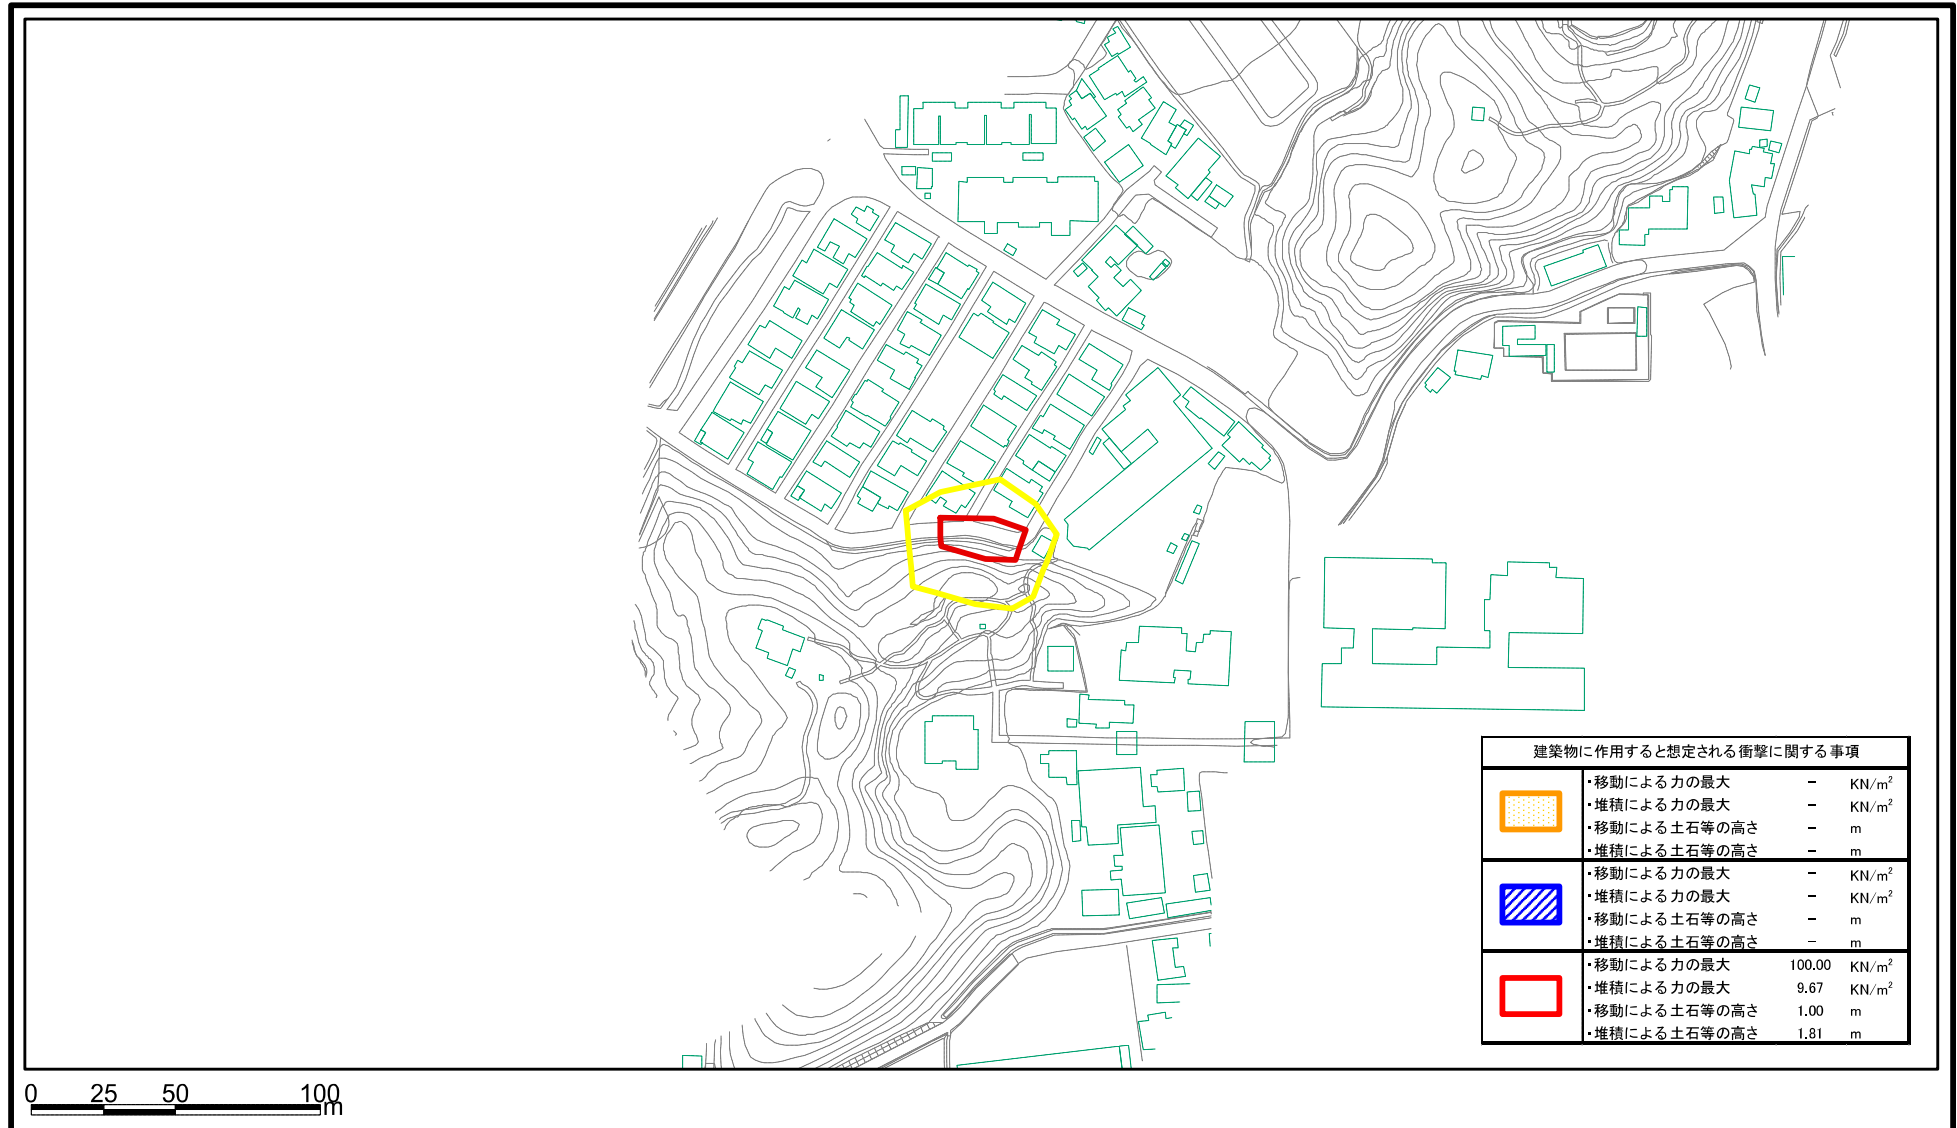 建築物に作用すると想定される衝撃に関する事項
・移動による力の最大 － KN/m²
・堆積による力の最大 － KN/m²
・移動による土石等の高さ － m
・堆積による土石等の高さ － m
・移動による力の最大 － KN/m²
・堆積による力の最大 － KN/m²
・移動による土石等の高さ － m
・堆積による土石等の高さ － m
・移動による力の最大 100.00 KN/m²
・堆積による力の最大 9.67 KN/m²
・移動による土石等の高さ 1.00 m
・堆積による土石等の高さ 1.81 m
0 25 50 100
m